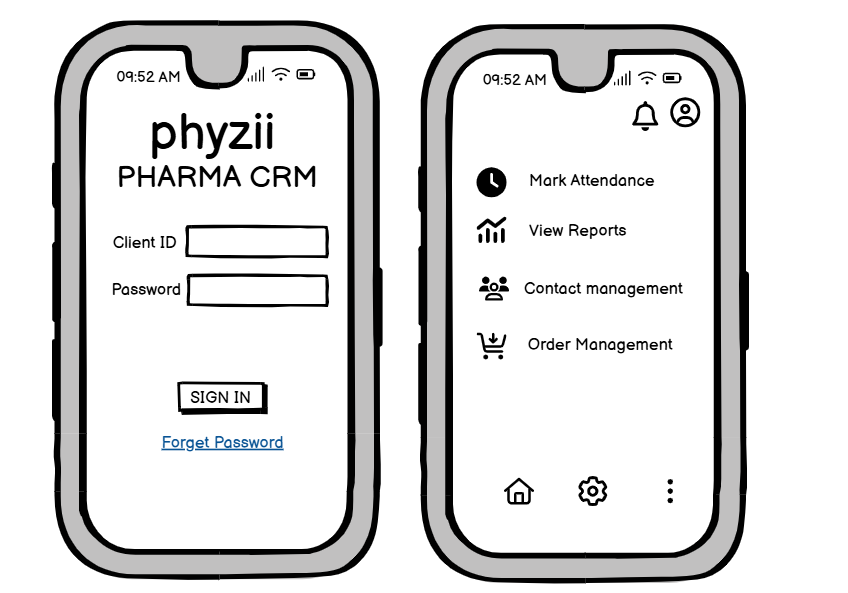 09:52 AM
phyzii
PHARMA CRM
Client ID
Password
SIGN IN
Forget Password
09:52 AM
Mark Attendance
View Reports
Contact management
Order Management